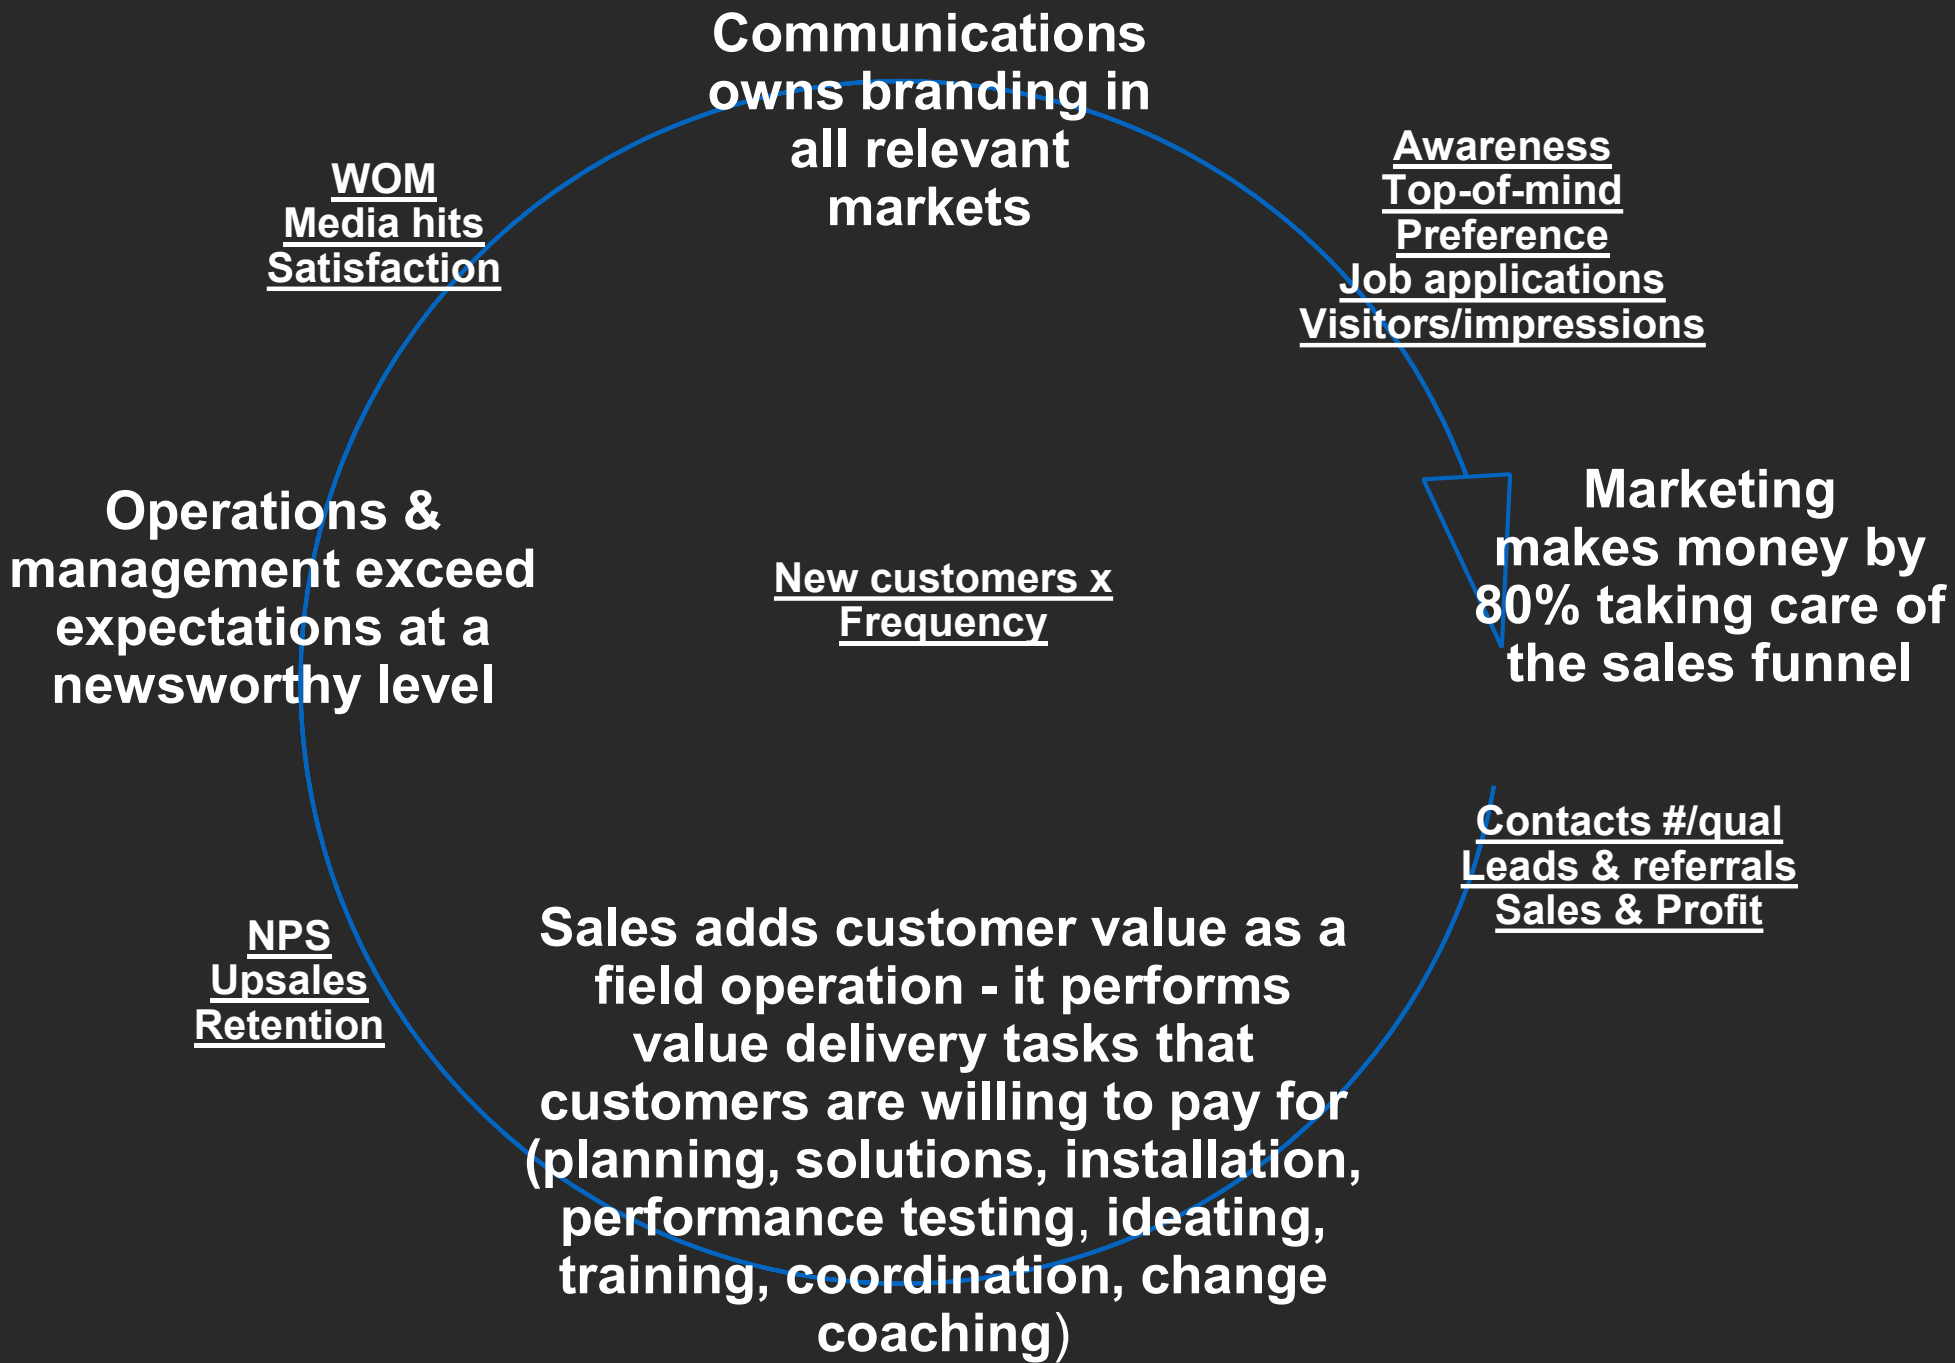 Communications
owns branding in
all relevant
markets
WOM
Media hits
Satisfaction
Awareness
Top-of-mind
Preference
Job applications
Visitors/impressions
Operations &
management exceed
expectations at a
newsworthy level
New customers x
Frequency
Marketing
makes money by
80% taking care of
the sales funnel
Contacts #/qual
Leads & referrals
Sales & Profit
NPS
Upsales
Retention
Sales adds customer value as a
field operation - it performs
value delivery tasks that
customers are willing to pay for
(planning, solutions, installation,
performance testing, ideating,
training, coordination, change
coaching)